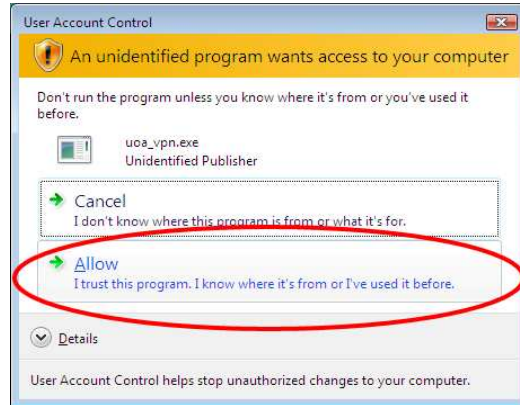 User Account Control
An unidentified program wants access to your computer
Don't run the program unless you know where it's from or you've used it
before.
uoa_vpn.exe
Unidentified Publisher
Cancel
I don't know where this program is from or what it's for.
Allow
I trust this program. I know where it's from or I've used it before.
Details
User Account Control helps stop unauthorized changes to your computer.